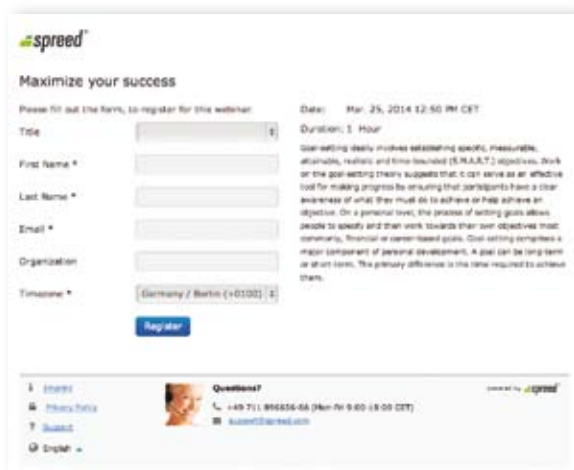 spreed
Maximize your success
Please fill out the form, to register for this webinar.
Title
First Name *
Last Name *
Email *
Organization
Timezone * Germany / Berlin (+0100)
Register
Date: Mar. 25, 2014 12:50 PM CET
Duration: 1 Hour
Goal-setting ideally involves establishing specific, measurable,
attainable, realistic and time-bounded (S.M.A.R.T.) objectives. Work
on the goal-setting theory suggests that it can serve as an effective
tool for making progress by ensuring that participants have a clear
awareness of what they must do to achieve or help achieve an
objective. On a personal level, the process of setting goals allows
people to specify and then work towards their own objectives most
commonly, financial or career-based goals. Goal-setting comprises a
major component of personal development. A goal can be long-term
or short-term. The primary difference is the time required to achieve
them.
Imprint
Privacy Policy
? Support
English
Questions?
(Mon-Fri 9:00-18:00 CET)
support@spreed.com
powered by spreed